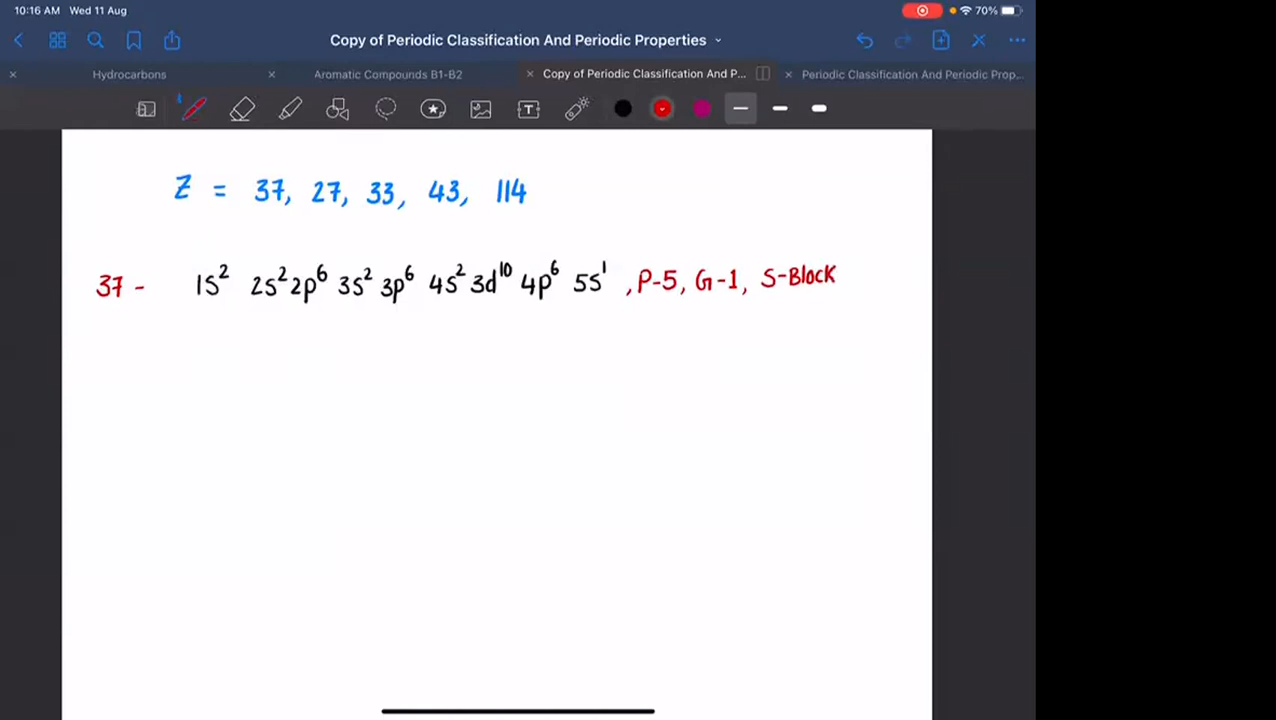 10:16 AM Wed 11 Aug 70%
Copy of Periodic Classification And Periodic Properties
Hydrocarbons Aromatic Compounds B1-B2 Copy of Periodic Classification And P... Periodic Classification And Periodic Prop...
Z = 37, 27, 33, 43, 114
37 - 1s² 2s² 2p⁶ 3s² 3p⁶ 4s² 3d¹⁰ 4p⁶ 5s¹ , P-5, G-1, S-Block